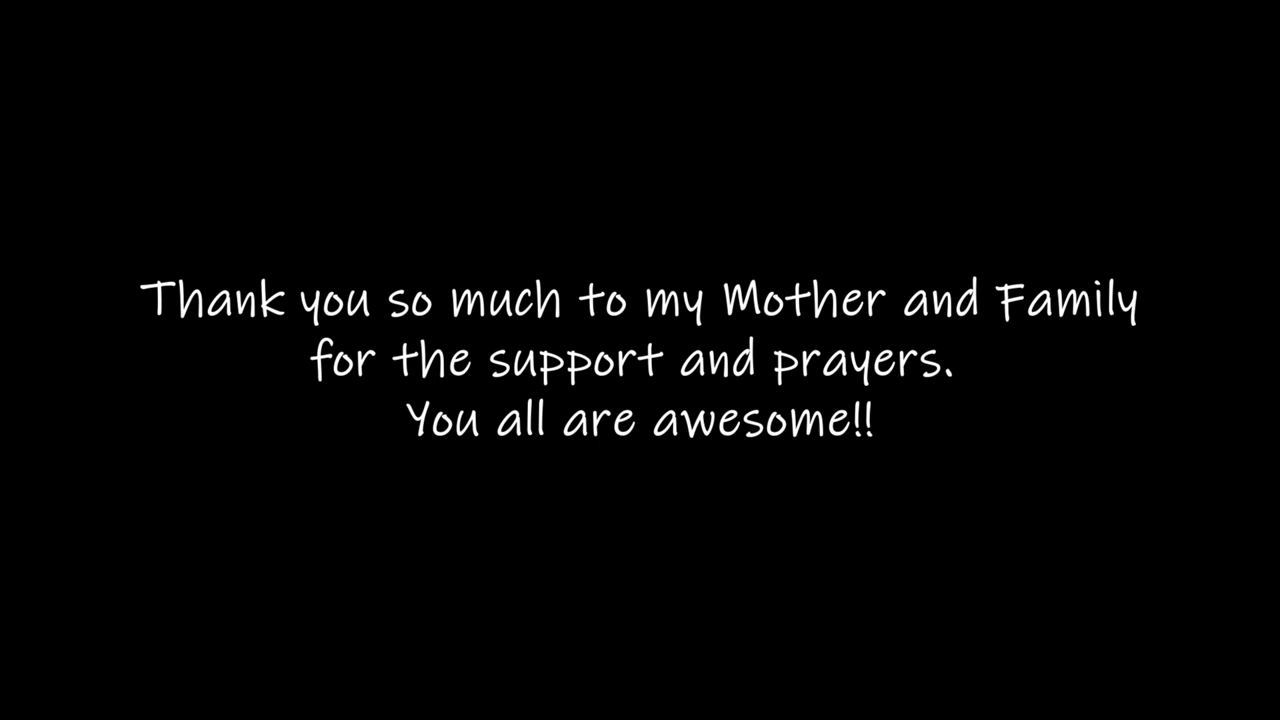 Thank you so much to my Mother and Family
for the support and prayers.
You all are awesome!!